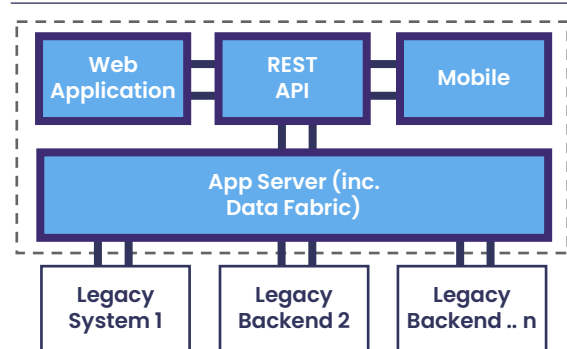 Web
Application
REST
API
Mobile
App Server (inc.
Data Fabric)
Legacy
System 1
Legacy
Backend 2
Legacy
Backend .. n